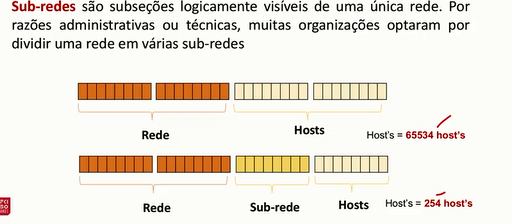 Sub-redes são subseções logicamente visíveis de uma única rede. Por
razões administrativas ou técnicas, muitas organizações optaram por
dividir uma rede em várias sub-redes
Rede
Hosts
Host's = 65534 host's
Rede
Sub-rede
Hosts
Host's = 254 host's